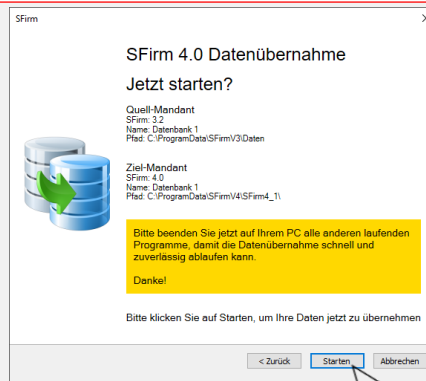 SFirm
SFirm 4.0 Datenübernahme
Jetzt starten?
Quell-Mandant
SFirm: 3.2
Name: Datenbank 1
Pfad: C:\ProgramData\SFirmV3\Daten
Ziel-Mandant
SFirm: 4.0
Name: Datenbank 1
Pfad: C:\ProgramData\SFirmV4\SFirm4_1\
Bitte beenden Sie jetzt auf Ihrem PC alle anderen laufenden
Programme, damit die Datenübernahme schnell und
zuverlässig ablaufen kann.
Danke!
Bitte klicken Sie auf Starten, um Ihre Daten jetzt zu übernehmen
< Zurück Starten Abbrechen